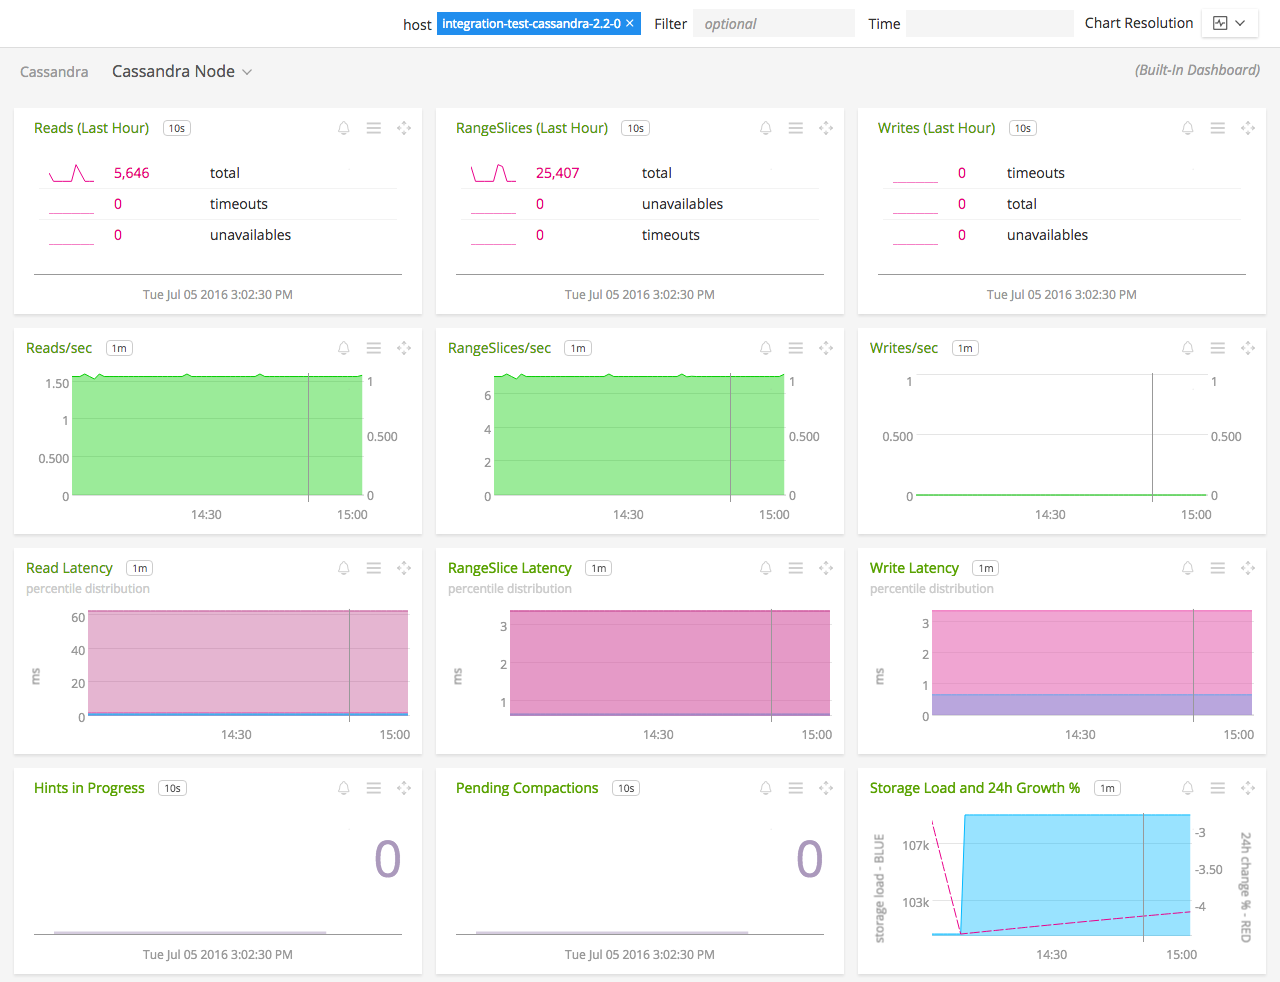 host integration-test-cassandra-2.2-0 × Filter optional Time Chart Resolution
Cassandra Cassandra Node (Built-In Dashboard)
Reads (Last Hour) 10s
5,646 total
0 timeouts
0 unavailables
Tue Jul 05 2016 3:02:30 PM
RangeSlices (Last Hour) 10s
25,407 total
0 unavailables
0 timeouts
Tue Jul 05 2016 3:02:30 PM
Writes (Last Hour) 10s
0 timeouts
0 total
0 unavailables
Tue Jul 05 2016 3:02:30 PM
Reads/sec 1m
1.50 1
1
0.500
0.500
0 0
14:30 15:00
RangeSlices/sec 1m
6 1
4 0.500
2
0 0
14:30 15:00
Writes/sec 1m
1 1
0.500 0.500
0 0
14:30 15:00
Read Latency 1m
percentile distribution
60
40
ms
20
0
14:30 15:00
RangeSlice Latency 1m
percentile distribution
3
2
ms
1
14:30 15:00
Write Latency 1m
percentile distribution
3
2
ms
1
0
14:30 15:00
Hints in Progress 10s
0
Tue Jul 05 2016 3:02:30 PM
Pending Compactions 10s
0
Tue Jul 05 2016 3:02:30 PM
Storage Load and 24h Growth % 1m
storage load - BLUE
107k
103k
-3
-3.50
-4
24h change % - RED
14:30 15:00